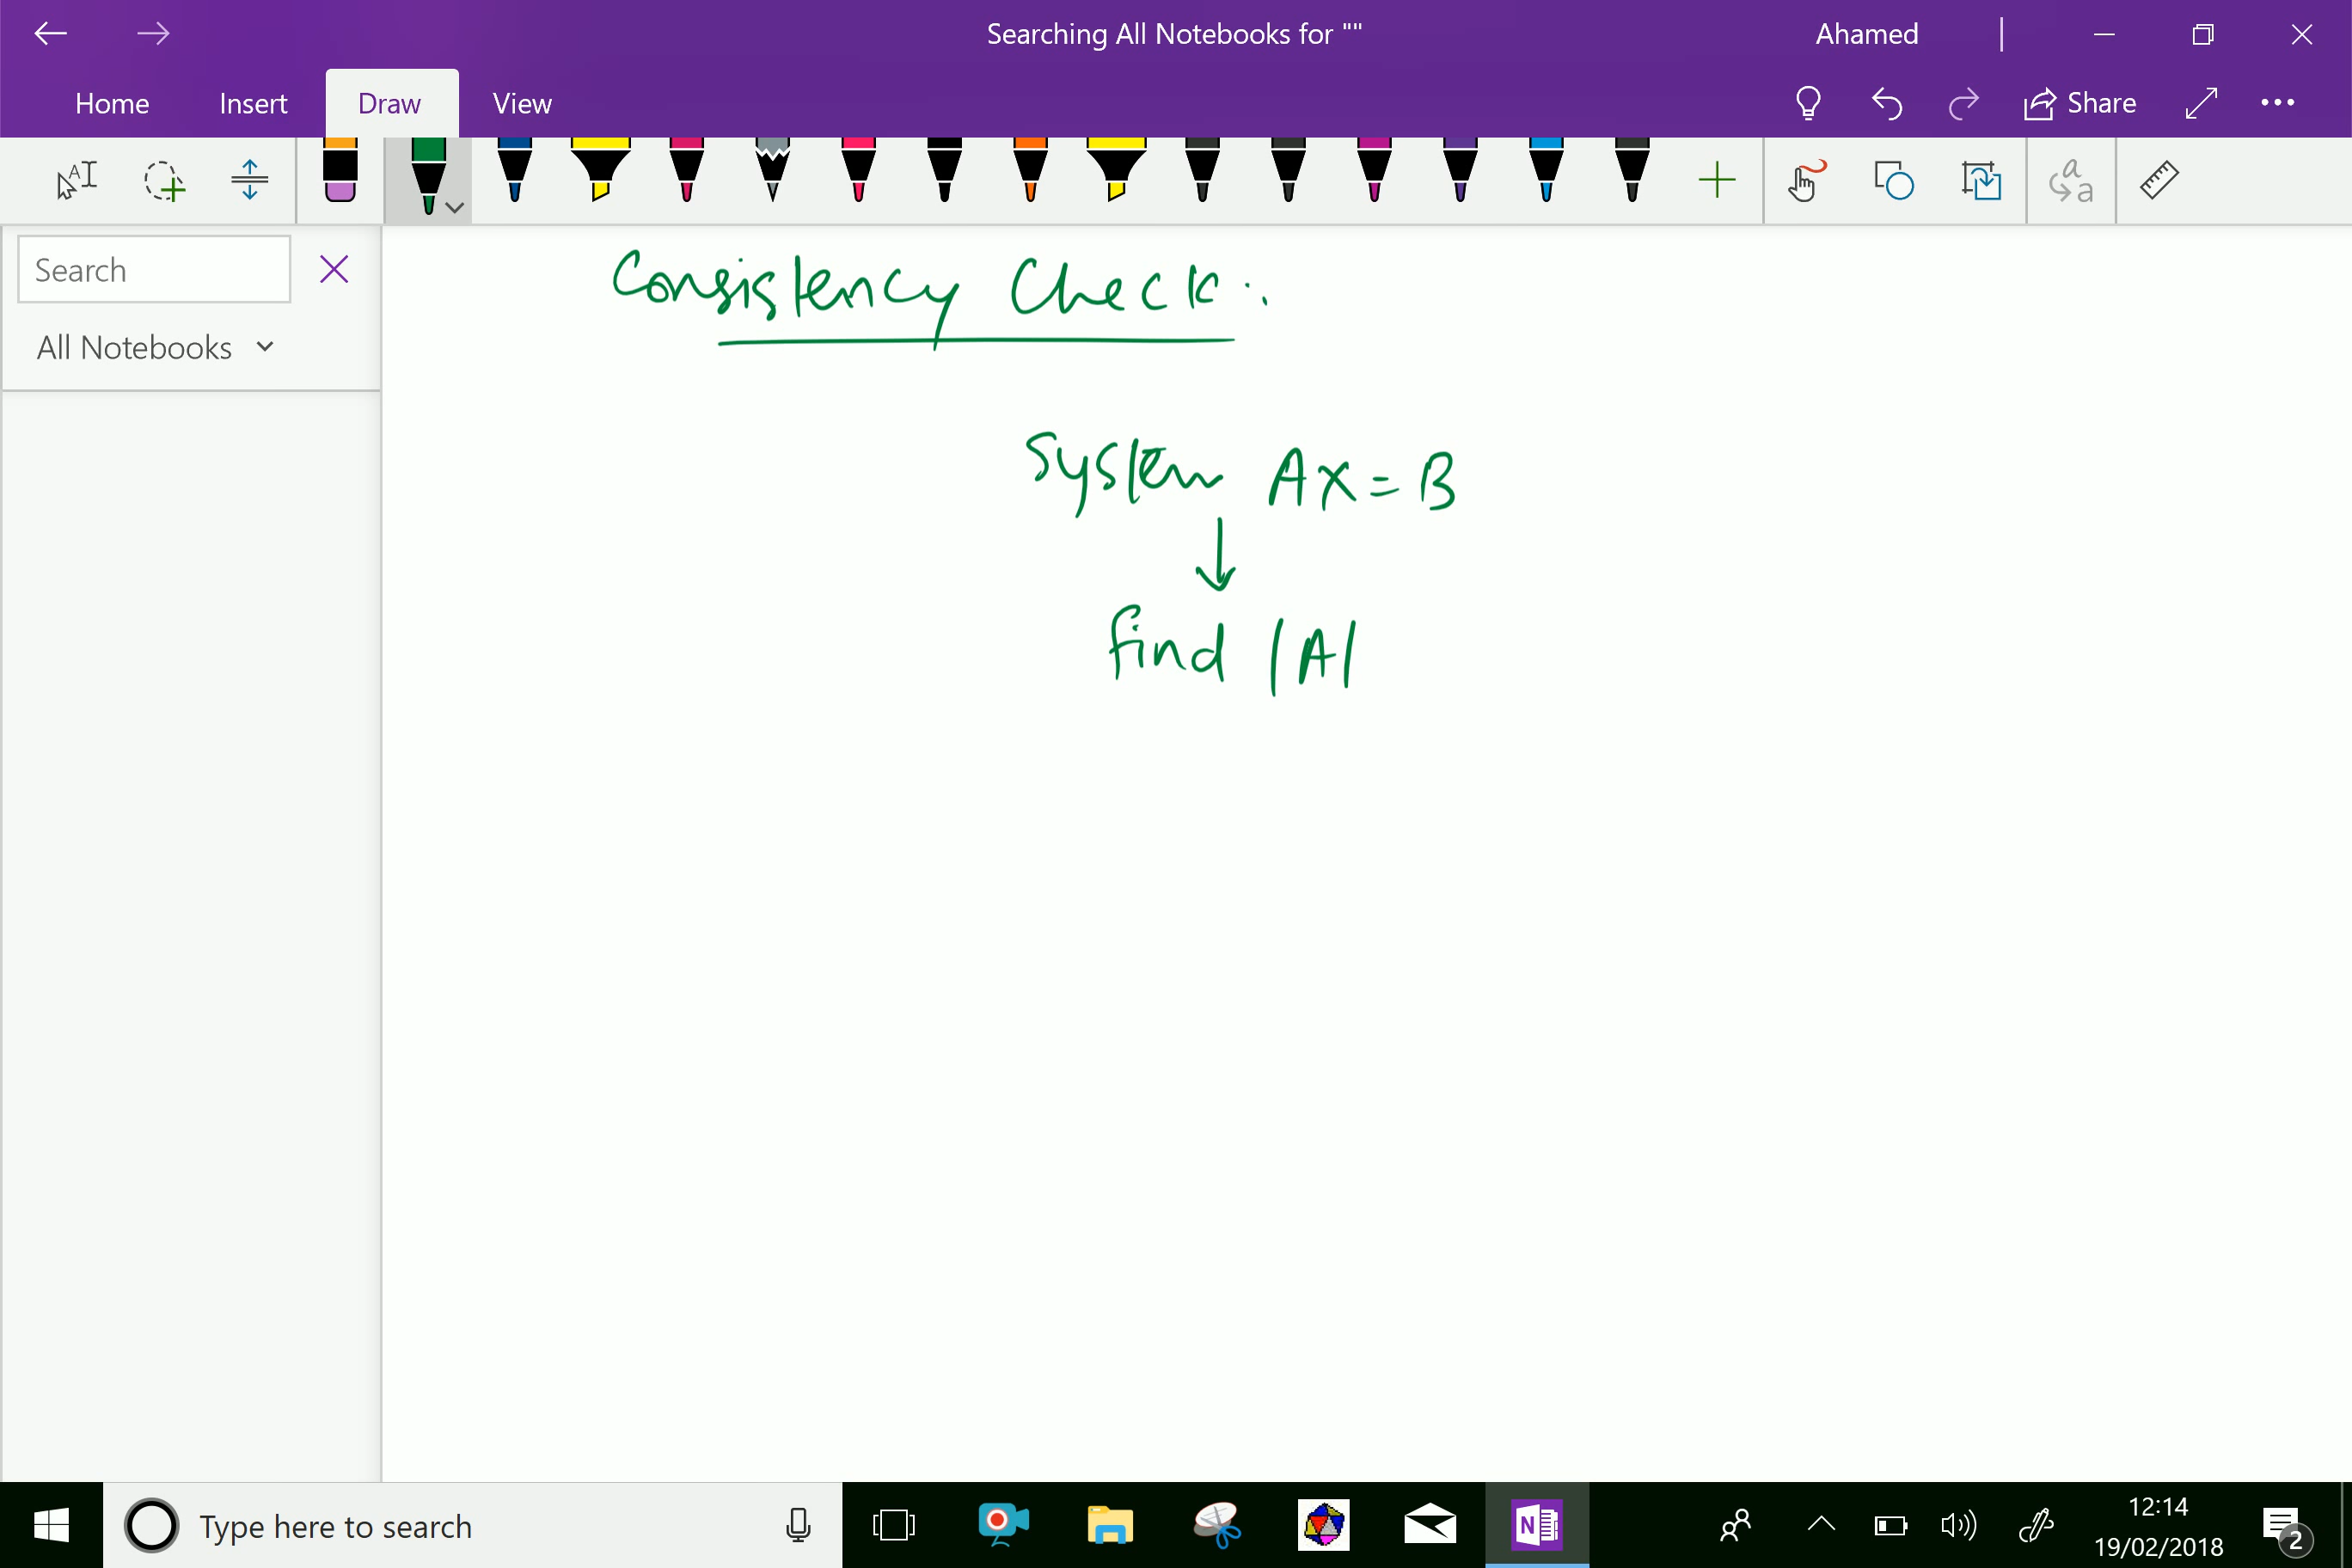 Searching All Notebooks for ""
Ahamed
Home Insert Draw View
Share
Search
All Notebooks
Consistency Check:
System AX = B
↓
find |A|
Type here to search
12:14
19/02/2018
2